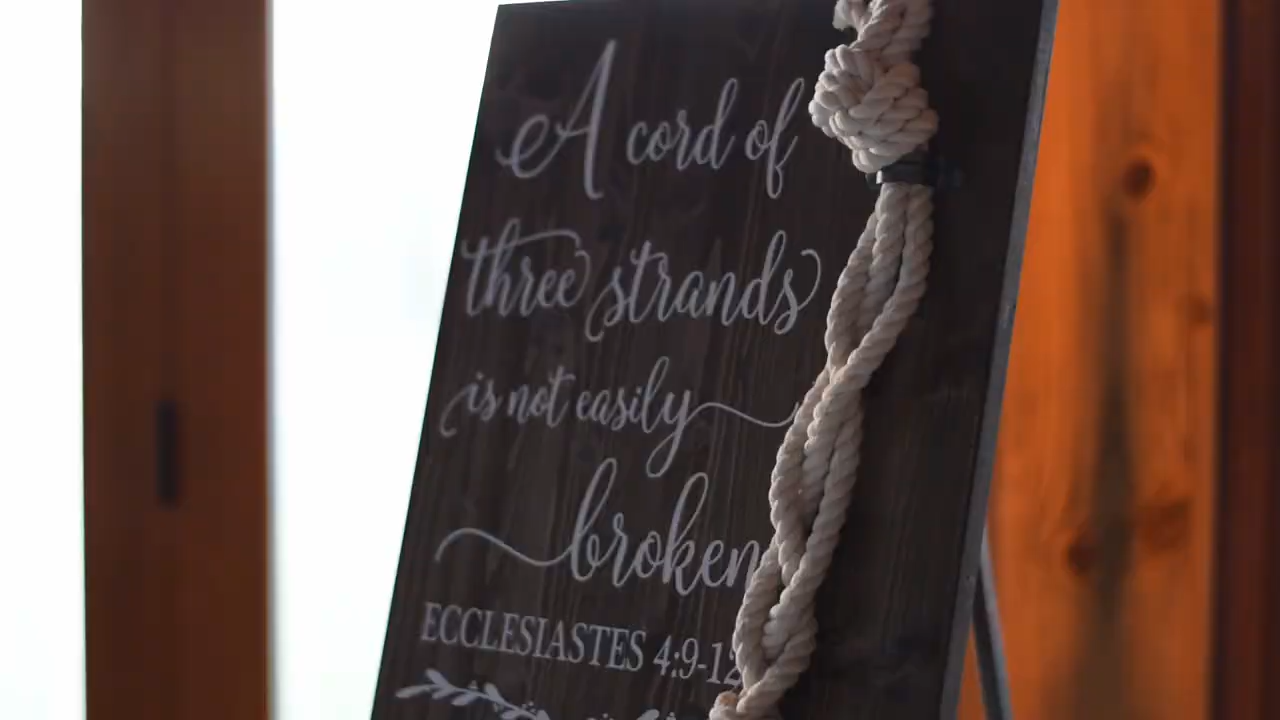 A cord of
three strands
is not easily
broken
ECCLESIASTES 4:9-12